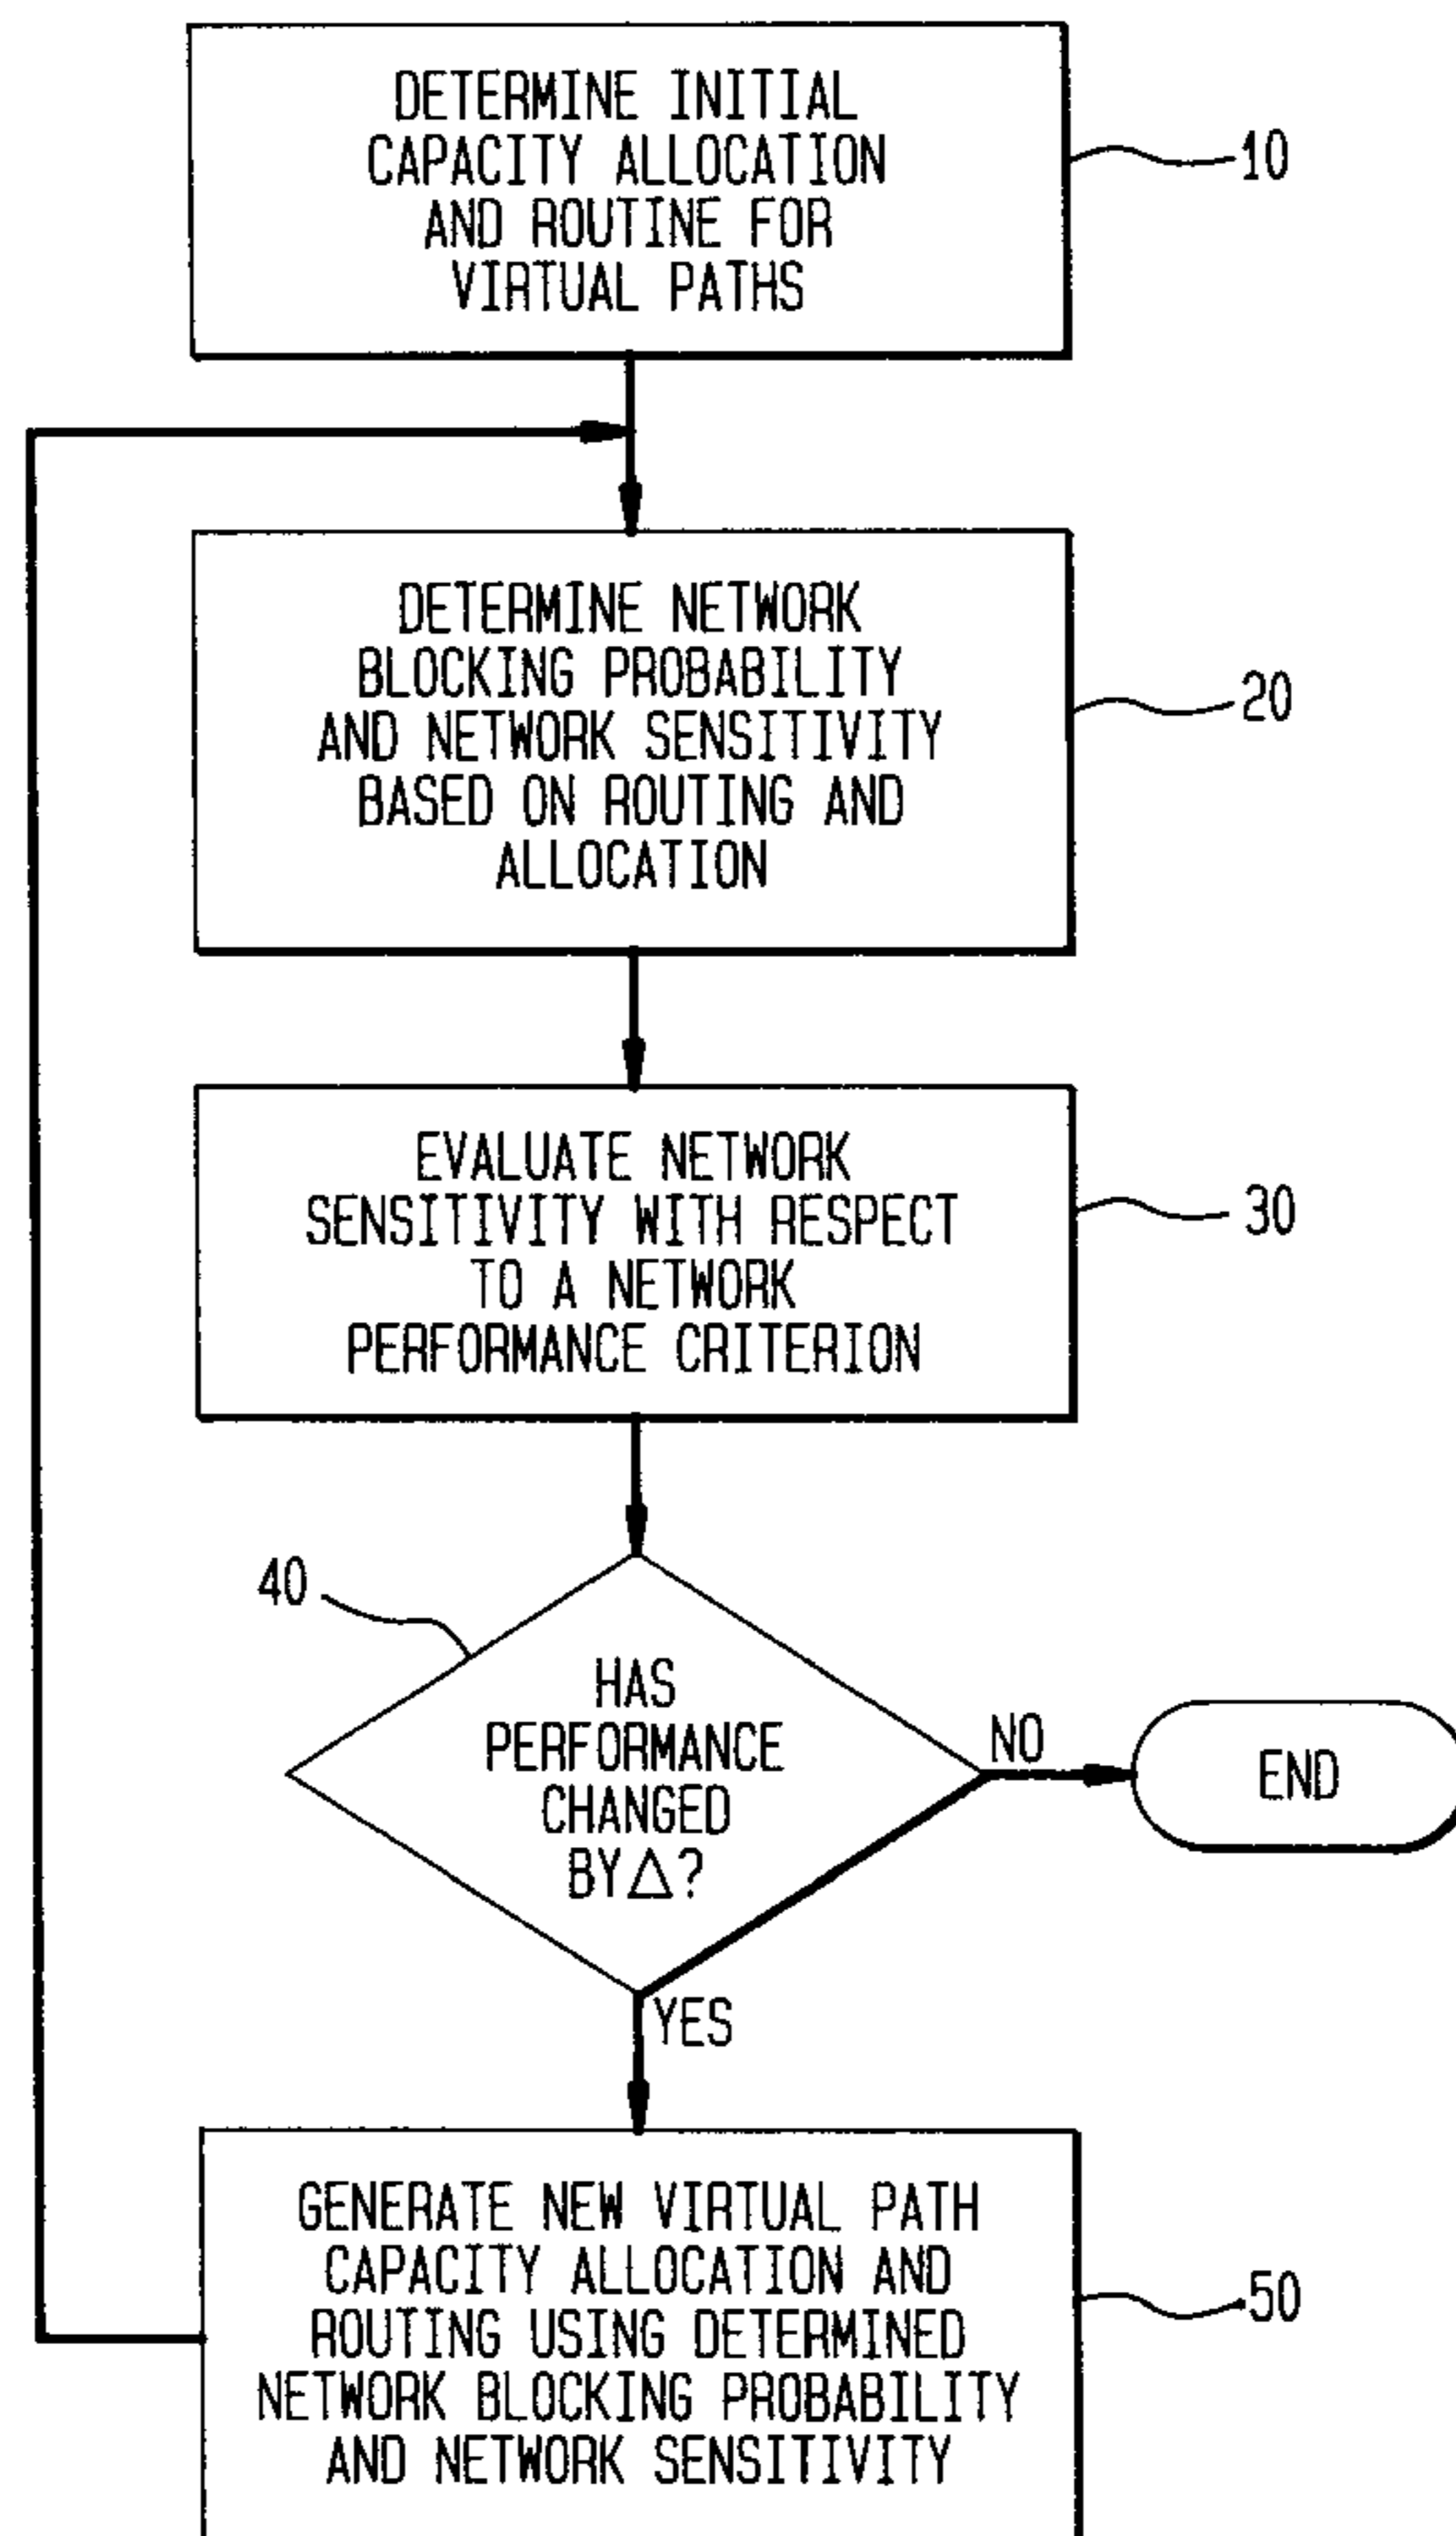 DETERMINE INITIAL
CAPACITY ALLOCATION
AND ROUTINE FOR
VIRTUAL PATHS
10
DETERMINE NETWORK
BLOCKING PROBABILITY
AND NETWORK SENSITIVITY
BASED ON ROUTING AND
ALLOCATION
20
EVALUATE NETWORK
SENSITIVITY WITH RESPECT
TO A NETWORK
PERFORMANCE CRITERION
30
40
HAS
PERFORMANCE
CHANGED
BY△?
NO
END
YES
GENERATE NEW VIRTUAL PATH
CAPACITY ALLOCATION AND
ROUTING USING DETERMINED
NETWORK BLOCKING PROBABILITY
AND NETWORK SENSITIVITY
50